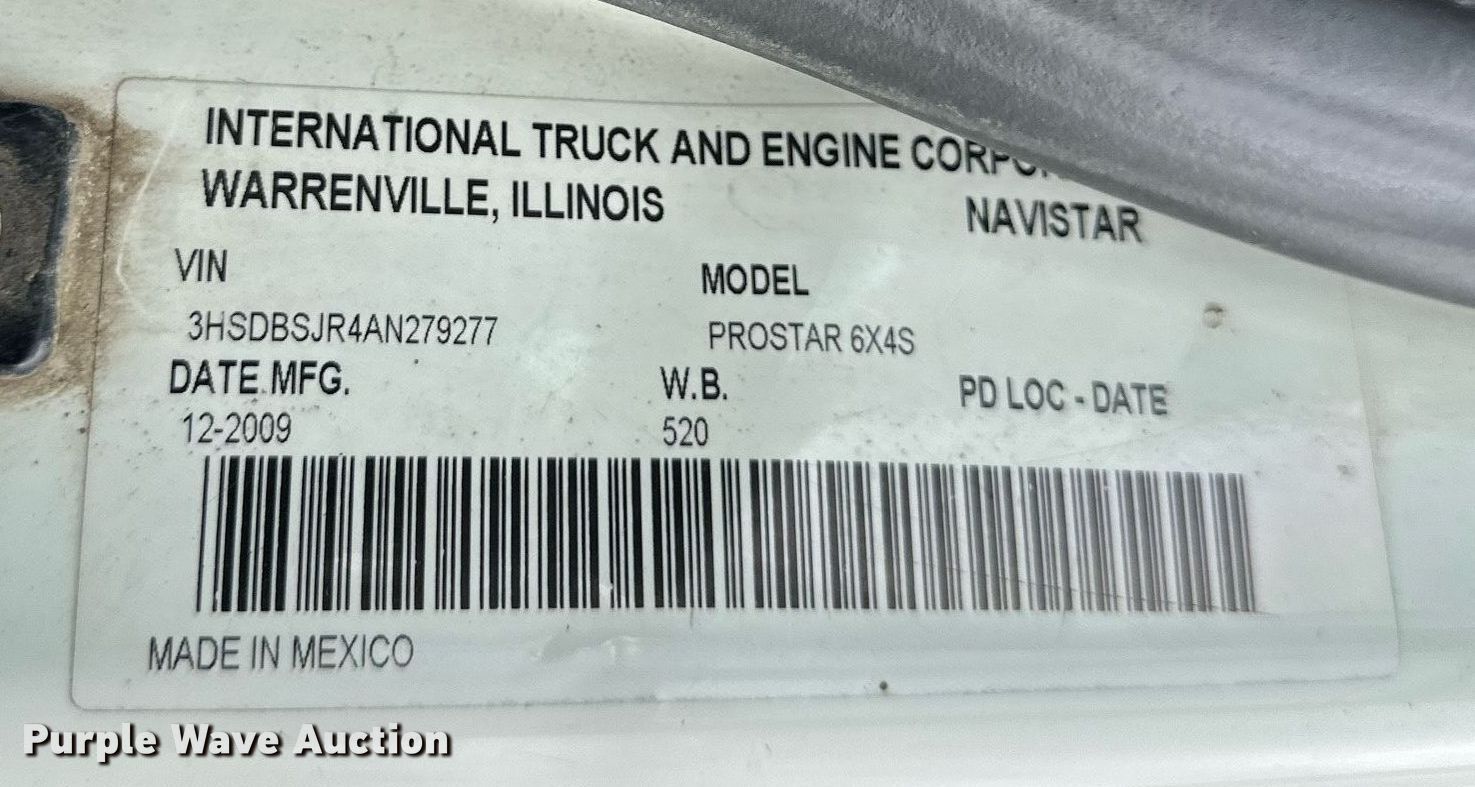 INTERNATIONAL TRUCK AND ENGINE
WARRENVILLE, ILLINOIS NAVISTAR
VIN MODEL
3HSDBSJR4AN279277 PROSTAR 6X4S
DATE MFG. W.B. PD LOC - DATE
12-2009 520
MADE IN MEXICO
Purple Wave Auction